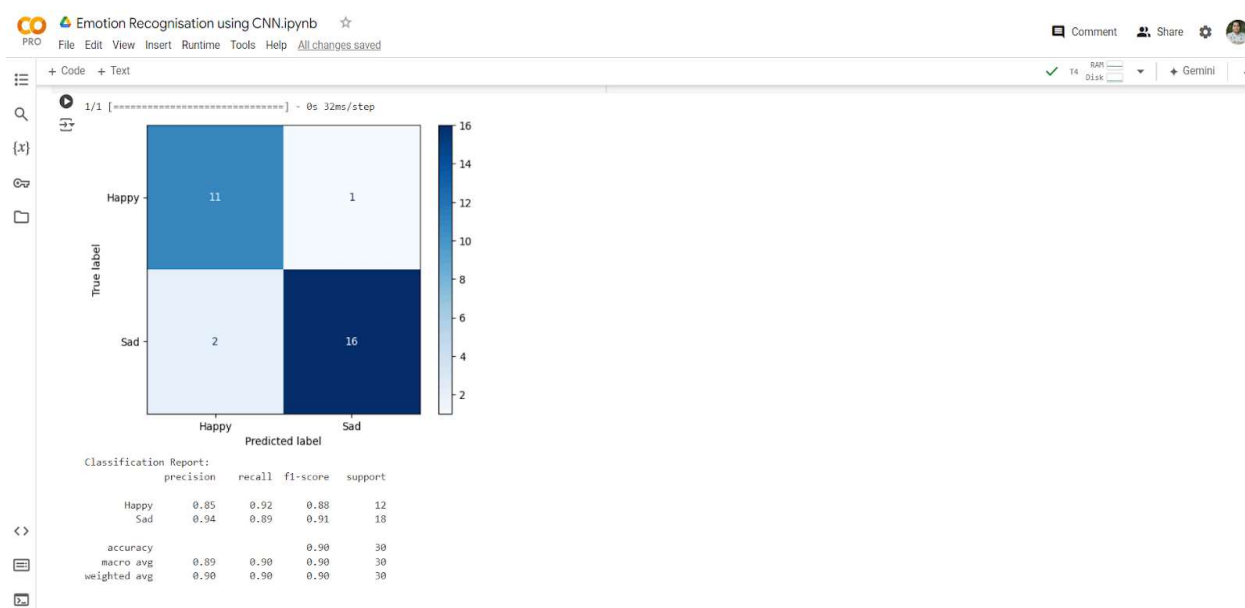 CO PRO
Emotion Recognisation using CNN.ipynb
File Edit View Insert Runtime Tools Help All changes saved
Comment Share
+ Code + Text
T4 RAM Disk Gemini
{x}
1/1 [==============================] - 0s 32ms/step
16
14
12
10
8
6
4
2
Happy
11 1
True label
Sad
2 16
Happy Sad
Predicted label
Classification Report:
precision recall f1-score support
Happy 0.85 0.92 0.88 12
Sad 0.94 0.89 0.91 18
accuracy 0.90 30
macro avg 0.89 0.90 0.90 30
weighted avg 0.90 0.90 0.90 30